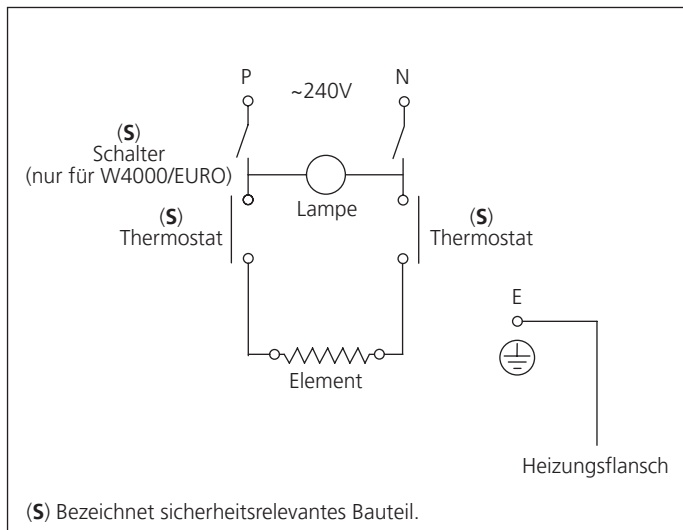 P
~240V
N
(S)
Schalter
(nur für W4000/EURO)
Lampe
(S)
Thermostat
(S)
Thermostat
E
Element
Heizungsflansch
(S) Bezeichnet sicherheitsrelevantes Bauteil.